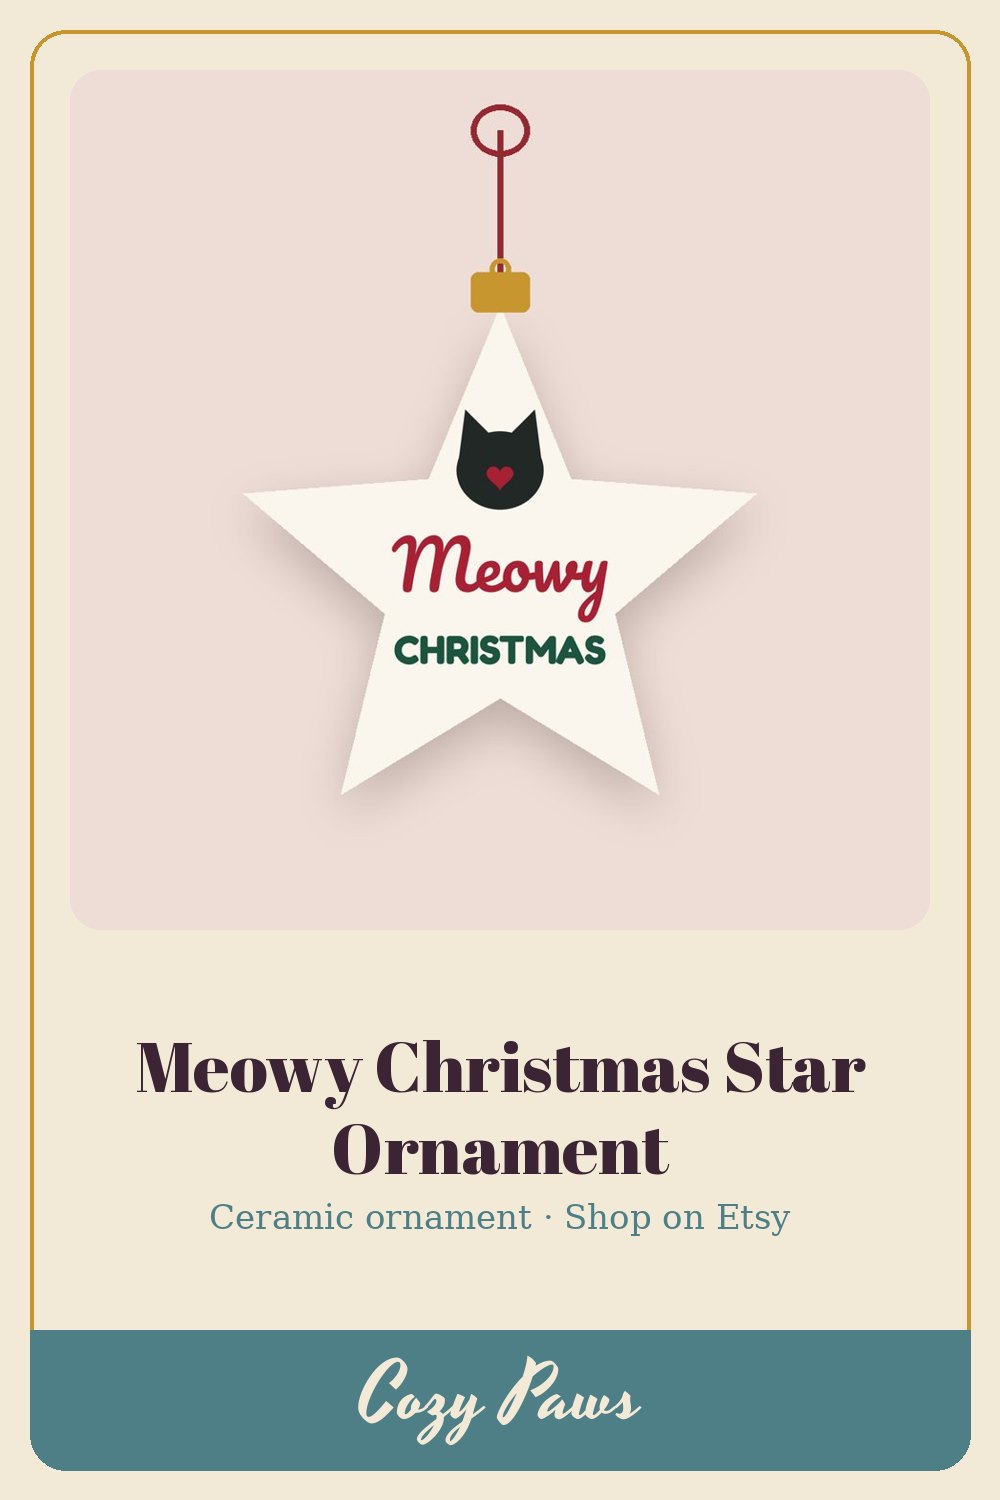 Meowy
CHRISTMAS
Meowy Christmas Star
Ornament
Ceramic ornament · Shop on Etsy
Cozy Paws